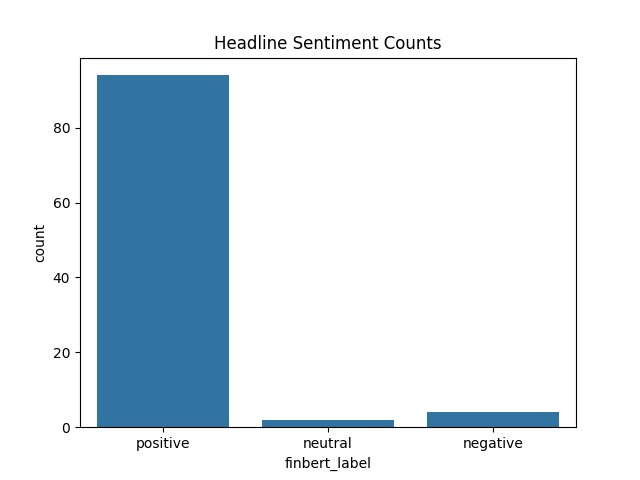 Headline Sentiment Counts
80
60
40
20
0
count
positive neutral negative
finbert_label